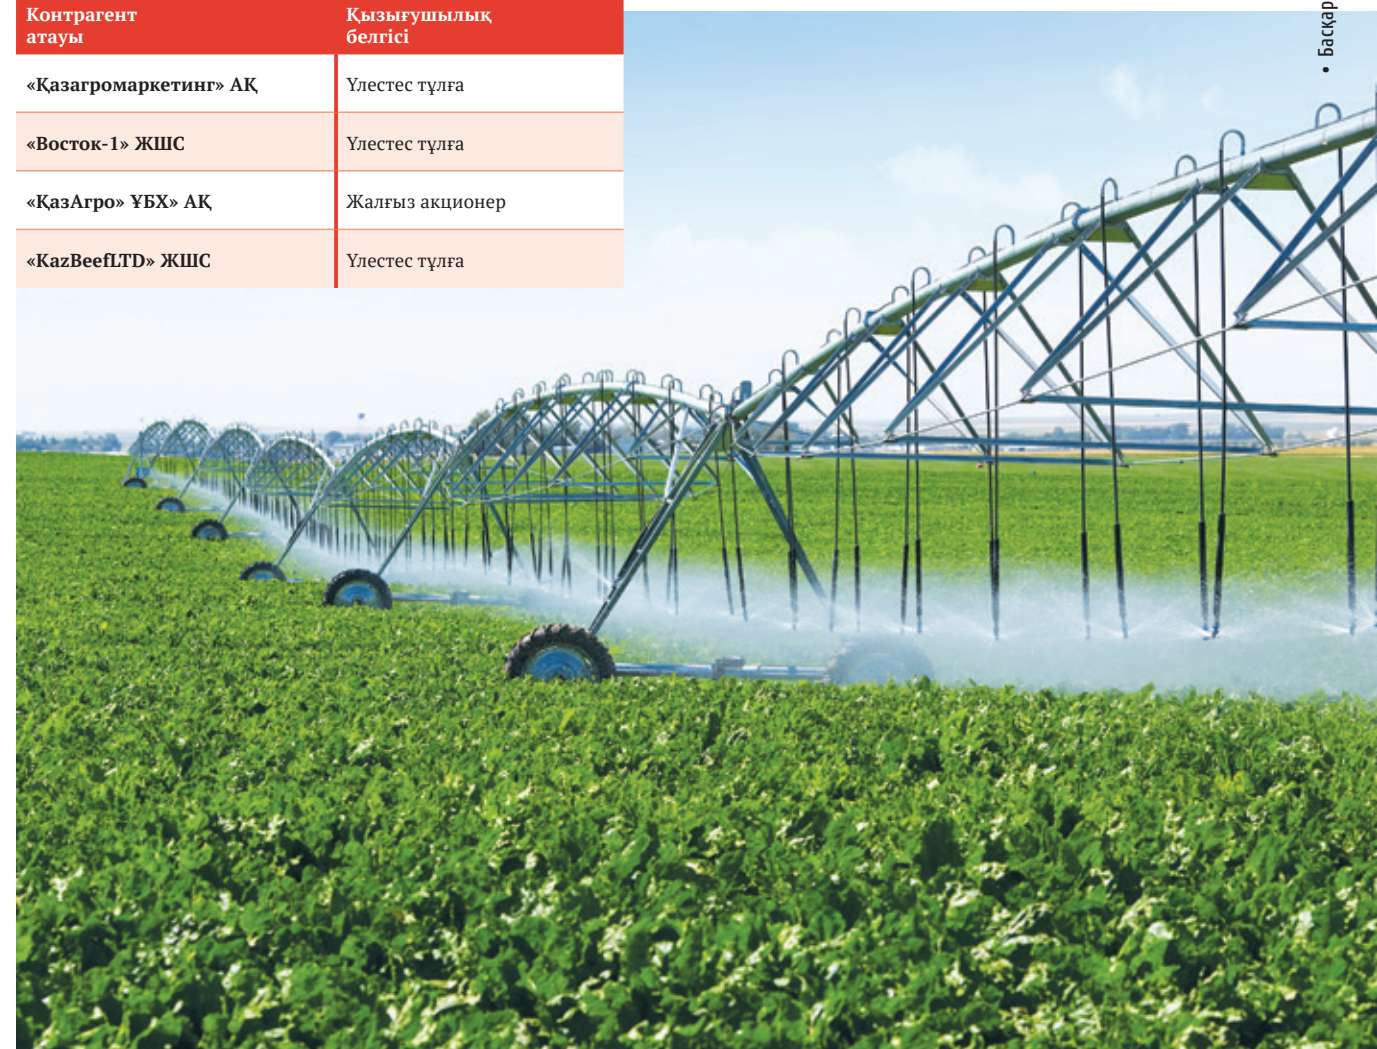 Контрагент
атауы
Қызығушылық
белгісі
«Қазагромаркетинг» АҚ
Үлестес тұлға
«Восток-1» ЖШС
Үлестес тұлға
«ҚазАгро» ҰБХ» АҚ
Жалғыз акционер
«KazBeefLTD» ЖШС
Үлестес тұлға